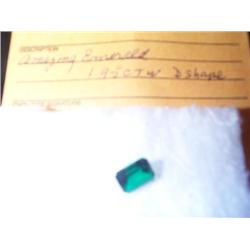 DESCRIPTION
Amazing Emerald
1.95 CTW D Shape